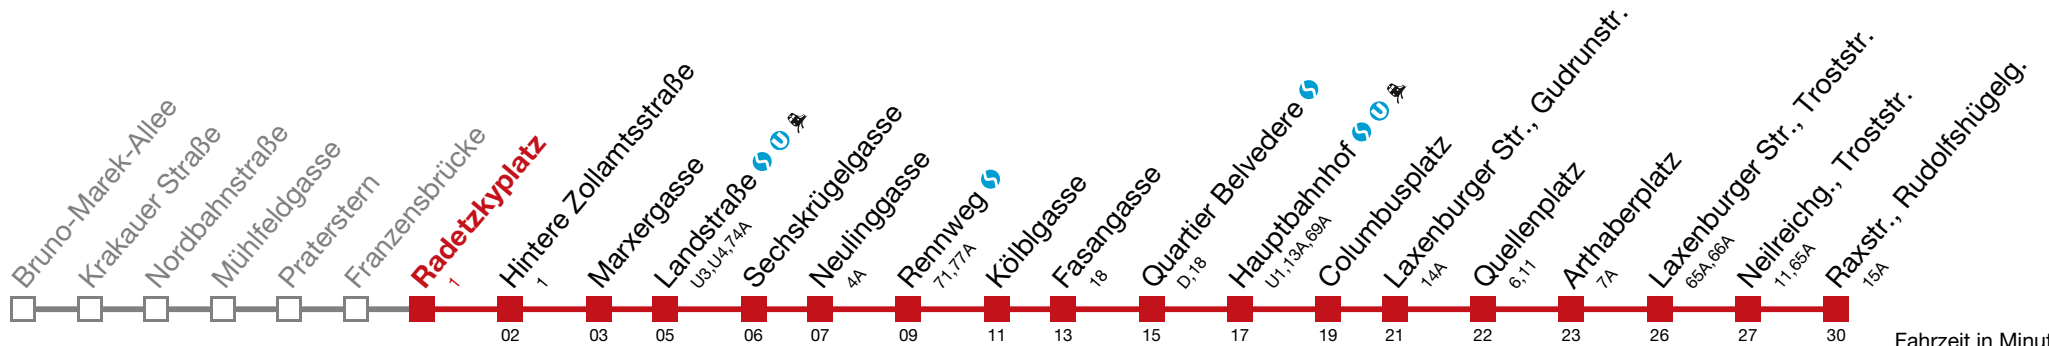 Bruno-Marek-Allee
Krakauer Straße
Nordbahnstraße
Mühlfeldgasse
Praterstern
Franzensbrücke
Radetzkyplatz
1
Hintere Zollamtsstraße
1
Marxergasse
Landstraße
U3,U4,74A
Sechskrügelgasse
Neulinggasse
4A
Rennweg
71,77A
Kölblgasse
Fasangasse
18
Quartier Belvedere
D,18
Hauptbahnhof
U1,13A,69A
Columbusplatz
Laxenburger Str., Gudrunstr.
14A
Quellenplatz
6,11
Arthaberplatz
7A
Laxenburger Str., Troststr.
65A,66A
Neilreichg., Troststr.
11,65A
Raxstr., Rudolfshügelg.
15A
02 03 05 06 07 09 11 13 15 17 19 21 22 23 26 27 30
Fahrzeit in Minut